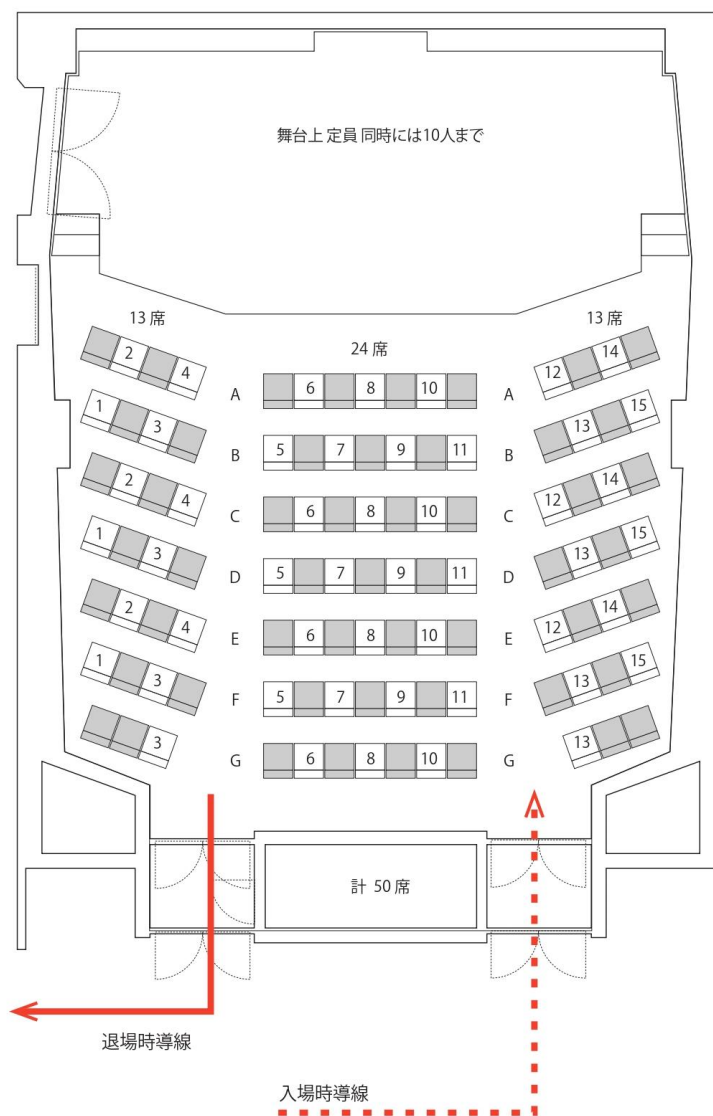 舞台上 定員 同時には10人まで
13 席
24 席
13 席
2 4 A 6 8 10 A 12 14
1 3 B 5 7 9 11 B 13 15
2 4 C 6 8 10 C 12 14
1 3 D 5 7 9 11 D 13 15
2 4 E 6 8 10 E 12 14
1 3 F 5 7 9 11 F 13 15
3 G 6 8 10 G 13
計 50 席
退場時導線
入場時導線